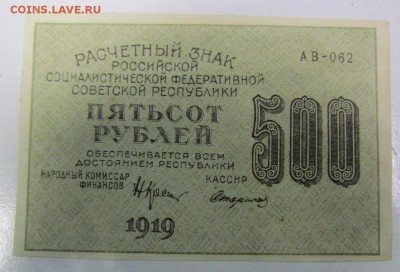 COINS.LAVE.RU
РАСЧЕТНЫЙ ЗНАК
РОССИЙСКОЙ
СОЦИАЛИСТИЧЕСКОЙ ФЕДЕРАТИВНОЙ
СОВЕТСКОЙ РЕСПУБЛИКИ
АВ-062
ПЯТЬСОТ
РУБЛЕЙ
500
ОБЕСПЕЧИВАЕТСЯ ВСЕМ
ДОСТОЯНИЕМ РЕСПУБЛИКИ
НАРОДНЫЙ КОМИССАР
ФИНАНСОВ
КАССИР
1919